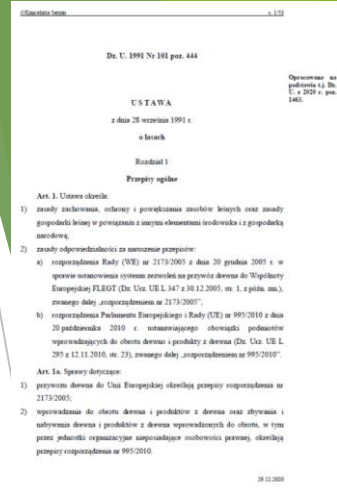 ©Kancelaria Sejmu s. 1/53
Dz. U. 1991 Nr 101 poz. 444
Opracowano na
podstawie t.j. Dz.
U. z 2020 r. poz.
1463.
USTAWA
z dnia 28 września 1991 r.
o lasach
Rozdział 1
Przepisy ogólne
Art. 1. Ustawa określa:
1) zasady zachowania, ochrony i powiększania zasobów leśnych oraz zasady
gospodarki leśnej w powiązaniu z innymi elementami środowiska i z gospodarką
narodową;
2) zasady odpowiedzialności za naruszenie przepisów:
a) rozporządzenia Rady (WE) nr 2173/2005 z dnia 20 grudnia 2005 r. w
sprawie ustanowienia systemu zezwoleń na przywóz drewna do Wspólnoty
Europejskiej FLEGT (Dz. Urz. UE L 347 z 30.12.2005, str. 1, z późn. zm.),
zwanego dalej „rozporządzeniem nr 2173/2005”,
b) rozporządzenia Parlamentu Europejskiego i Rady (UE) nr 995/2010 z dnia
20 października 2010 r. ustanawiającego obowiązki podmiotów
wprowadzających do obrotu drewno i produkty z drewna (Dz. Urz. UE L
295 z 12.11.2010, str. 23), zwanego dalej „rozporządzeniem nr 995/2010”.
Art. 1a. Sprawy dotyczące:
1) przywozu drewna do Unii Europejskiej określają przepisy rozporządzenia nr
2173/2005;
2) wprowadzania do obrotu drewna i produktów z drewna oraz zbywania i
nabywania drewna i produktów z drewna wprowadzonych do obrotu, w tym
przez jednostki organizacyjne nieposiadające osobowości prawnej, określają
przepisy rozporządzenia nr 995/2010.
29.12.2020